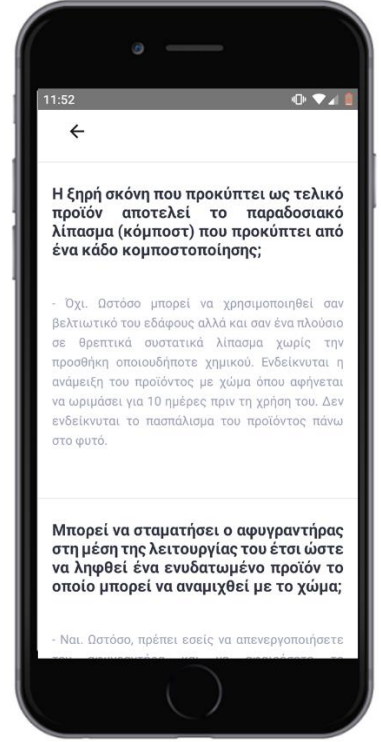 11:52
Η ξηρή σκόνη που προκύπτει ως τελικό
προϊόν αποτελεί το παραδοσιακό
λίπασμα (κόμποστ) που προκύπτει από
ένα κάδο κομποστοποίησης;
- Όχι. Ωστόσο μπορεί να χρησιμοποιηθεί σαν
βελτιωτικό του εδάφους αλλά και σαν ένα πλούσιο
σε θρεπτικά συστατικά λίπασμα χωρίς την
προσθήκη οποιουδήποτε χημικού. Ενδείκνυται η
ανάμειξη του προϊόντος με χώμα όπου αφήνεται
να ωριμάσει για 10 ημέρες πριν τη χρήση του. Δεν
ενδείκνυται το πασπάλισμα του προϊόντος πάνω
στο φυτό.
Μπορεί να σταματήσει ο αφυγραντήρας
στη μέση της λειτουργίας του έτσι ώστε
να ληφθεί ένα ενυδατωμένο προϊόν το
οποίο μπορεί να αναμιχθεί με το χώμα;
- Ναι. Ωστόσο, πρέπει εσείς να απενεργοποιήσετε